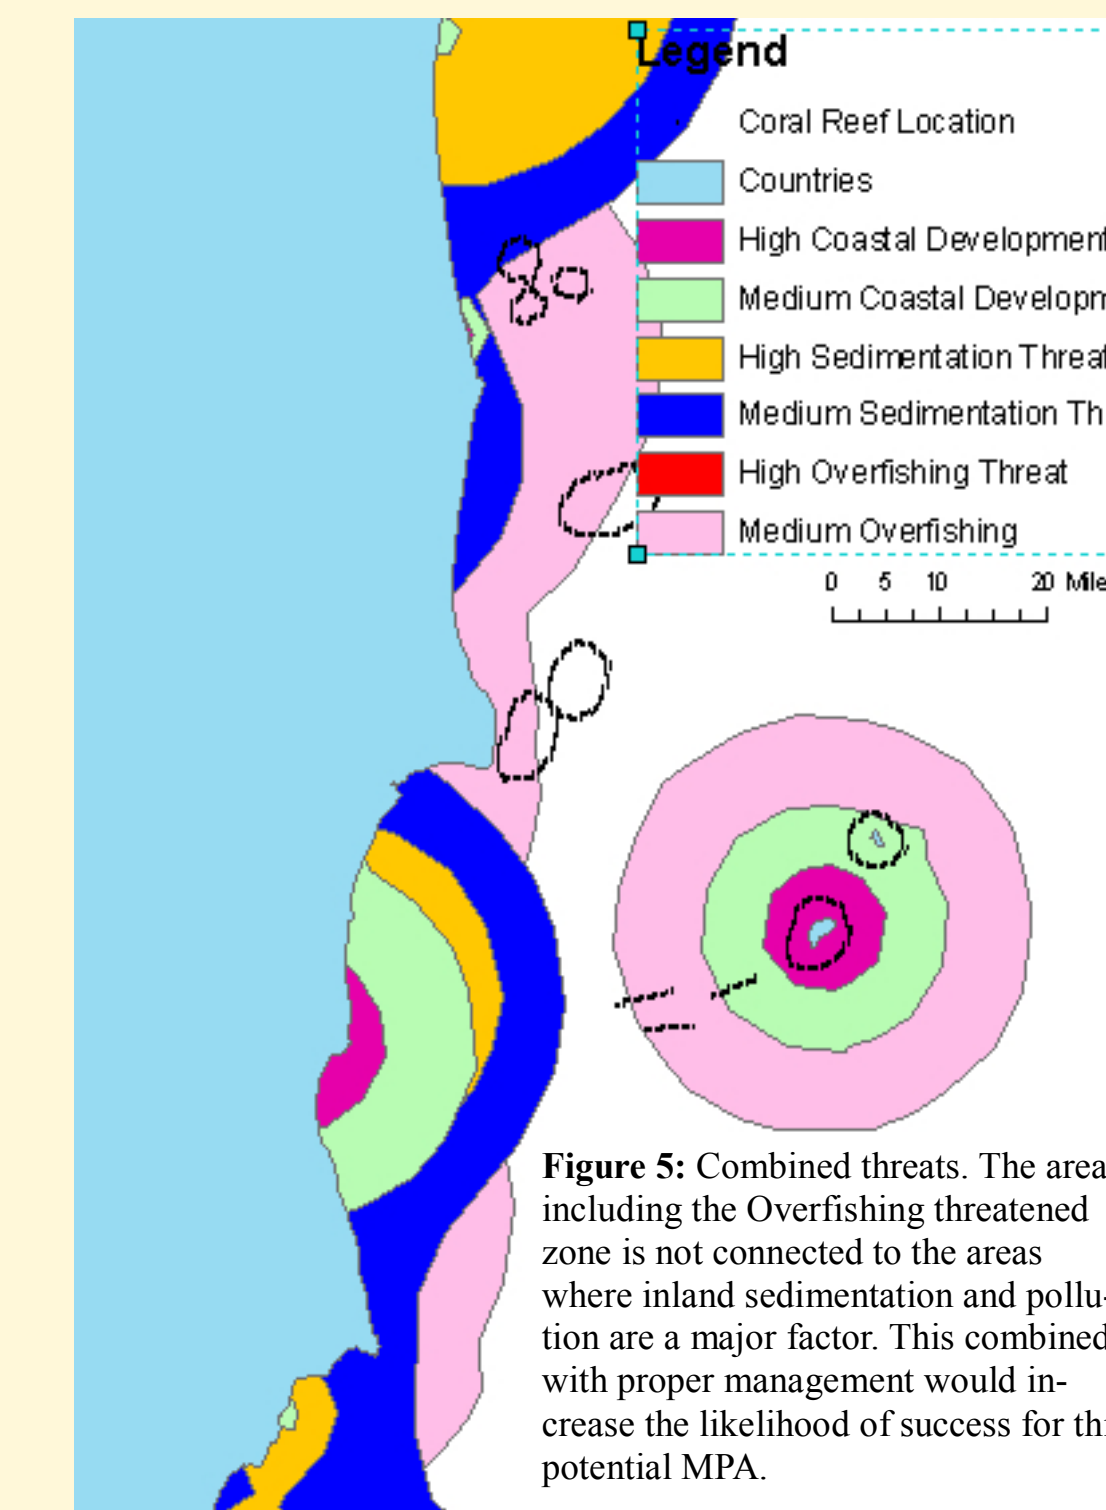 Legend
Coral Reef Location
Countries
High Coastal Development
Medium Coastal Developm
High Sedimentation Threat
Medium Sedimentation Th
High Overfishing Threat
Medium Overfishing
0 5 10 20 Mile
Figure 5: Combined threats. The area
including the Overfishing threatened
zone is not connected to the areas
where inland sedimentation and pollu-
tion are a major factor. This combined
with proper management would in-
crease the likelihood of success for thi
potential MPA.